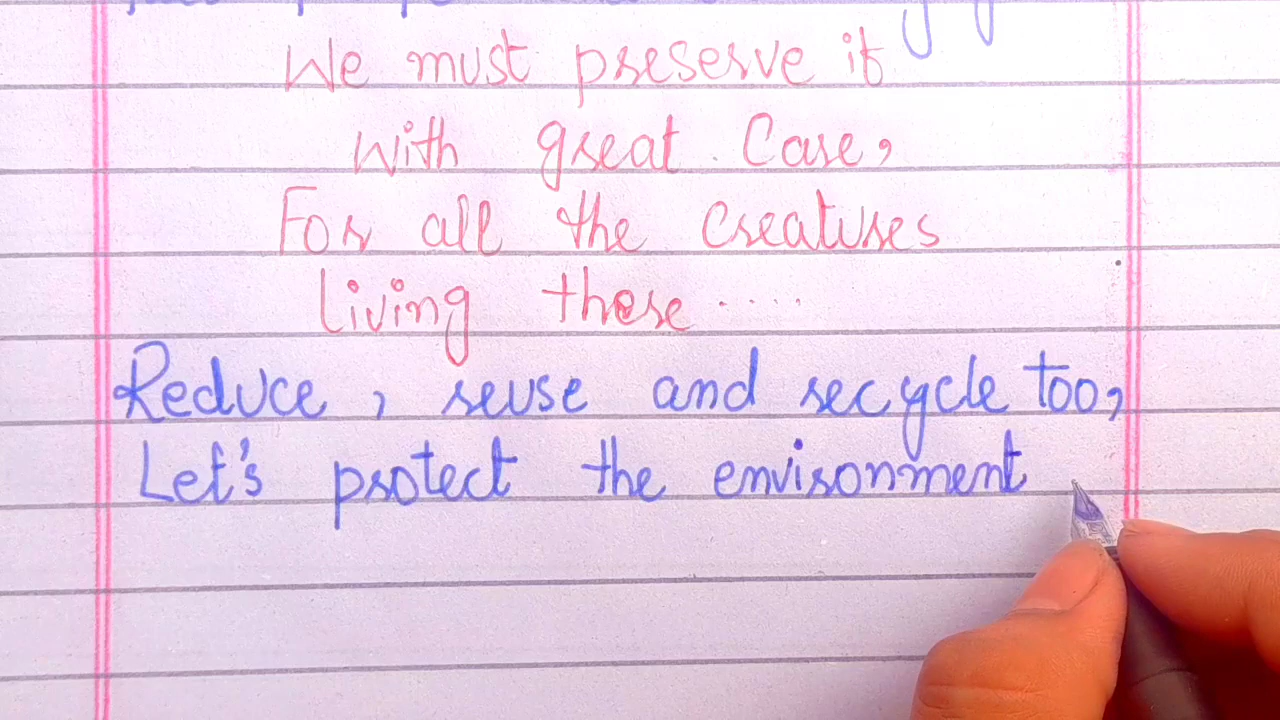 We must preserve it
with great care,
For all the creatures
living there ....
Reduce, reuse and recycle too,
Let's protect the environment